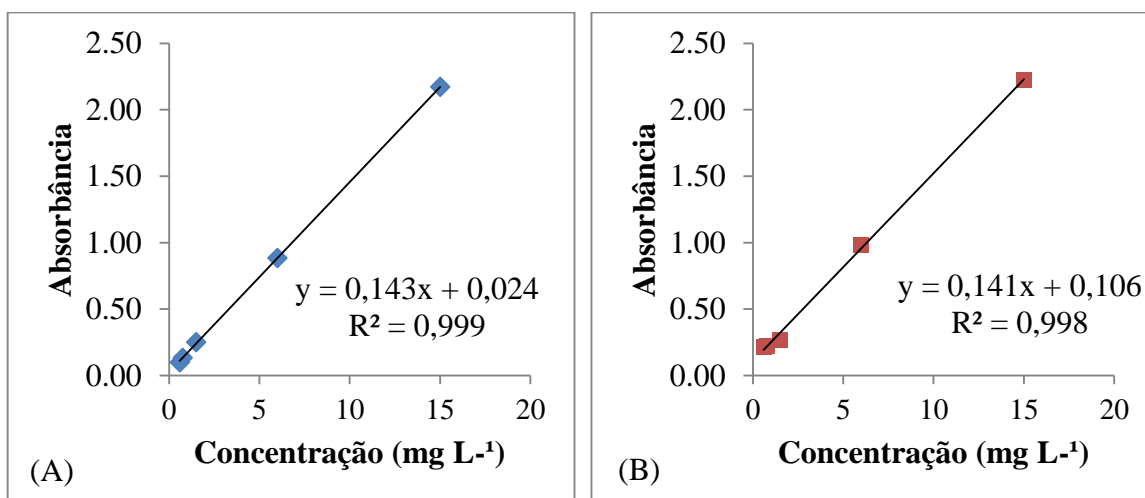 2.50
2.00
1.50
1.00
0.50
0.00
Absorbância
y = 0,143x + 0,024
R² = 0,999
0 5 10 15 20
Concentração (mg L-¹)
(A)
2.50
2.00
1.50
1.00
0.50
0.00
Absorbância
y = 0,141x + 0,106
R² = 0,998
0 5 10 15 20
Concentração (mg L-¹)
(B)